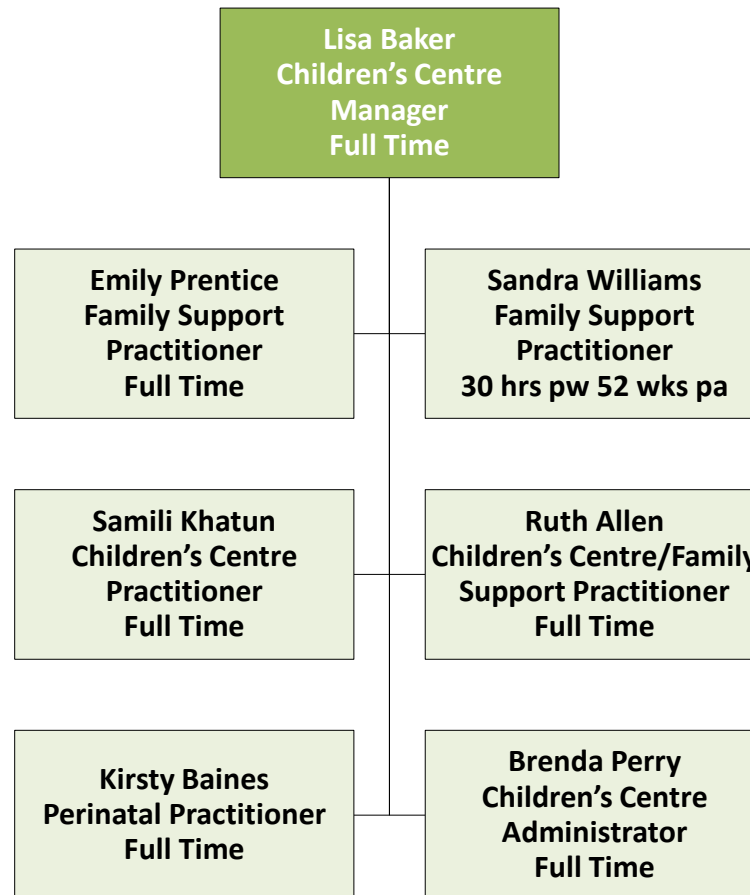 Lisa Baker
Children’s Centre
Manager
Full Time
Emily Prentice
Family Support
Practitioner
Full Time
Sandra Williams
Family Support
Practitioner
30 hrs pw 52 wks pa
Samili Khatun
Children’s Centre
Practitioner
Full Time
Ruth Allen
Children’s Centre/Family
Support Practitioner
Full Time
Kirsty Baines
Perinatal Practitioner
Full Time
Brenda Perry
Children’s Centre
Administrator
Full Time